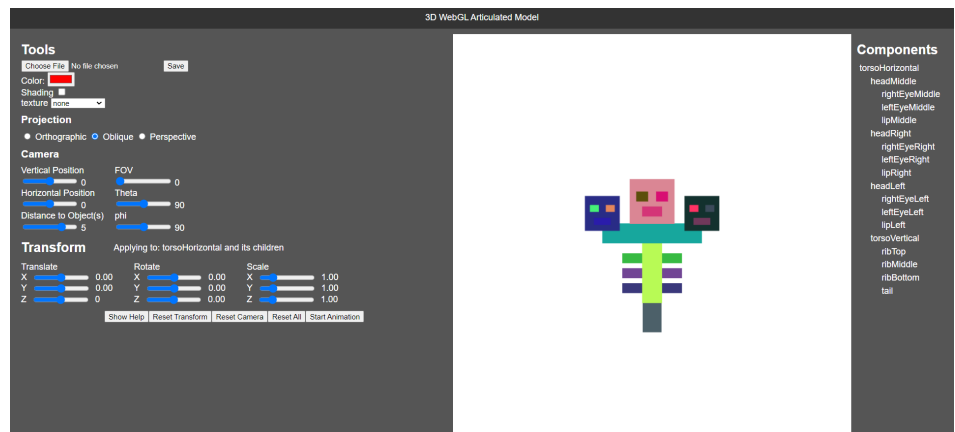 3D WebGL Articulated Model
Tools
Choose File No file chosen Save
Color:
Shading
texture none
Projection
Orthographic Oblique Perspective
Camera
Vertical Position FOV
0 0
Horizontal Position Theta
0 90
Distance to Object(s) phi
5 90
Transform Applying to: torsoHorizontal and its children
Translate Rotate Scale
X 0.00 X 0.00 X 1.00
Y 0.00 Y 0.00 Y 1.00
Z 0 Z 0.00 Z 1.00
Show Help Reset Transform Reset Camera Reset All Start Animation
Components
torsoHorizontal
headMiddle
rightEyeMiddle
leftEyeMiddle
lipMiddle
headRight
rightEyeRight
leftEyeRight
lipRight
headLeft
rightEyeLeft
leftEyeLeft
lipLeft
torsoVertical
ribTop
ribMiddle
ribBottom
tail